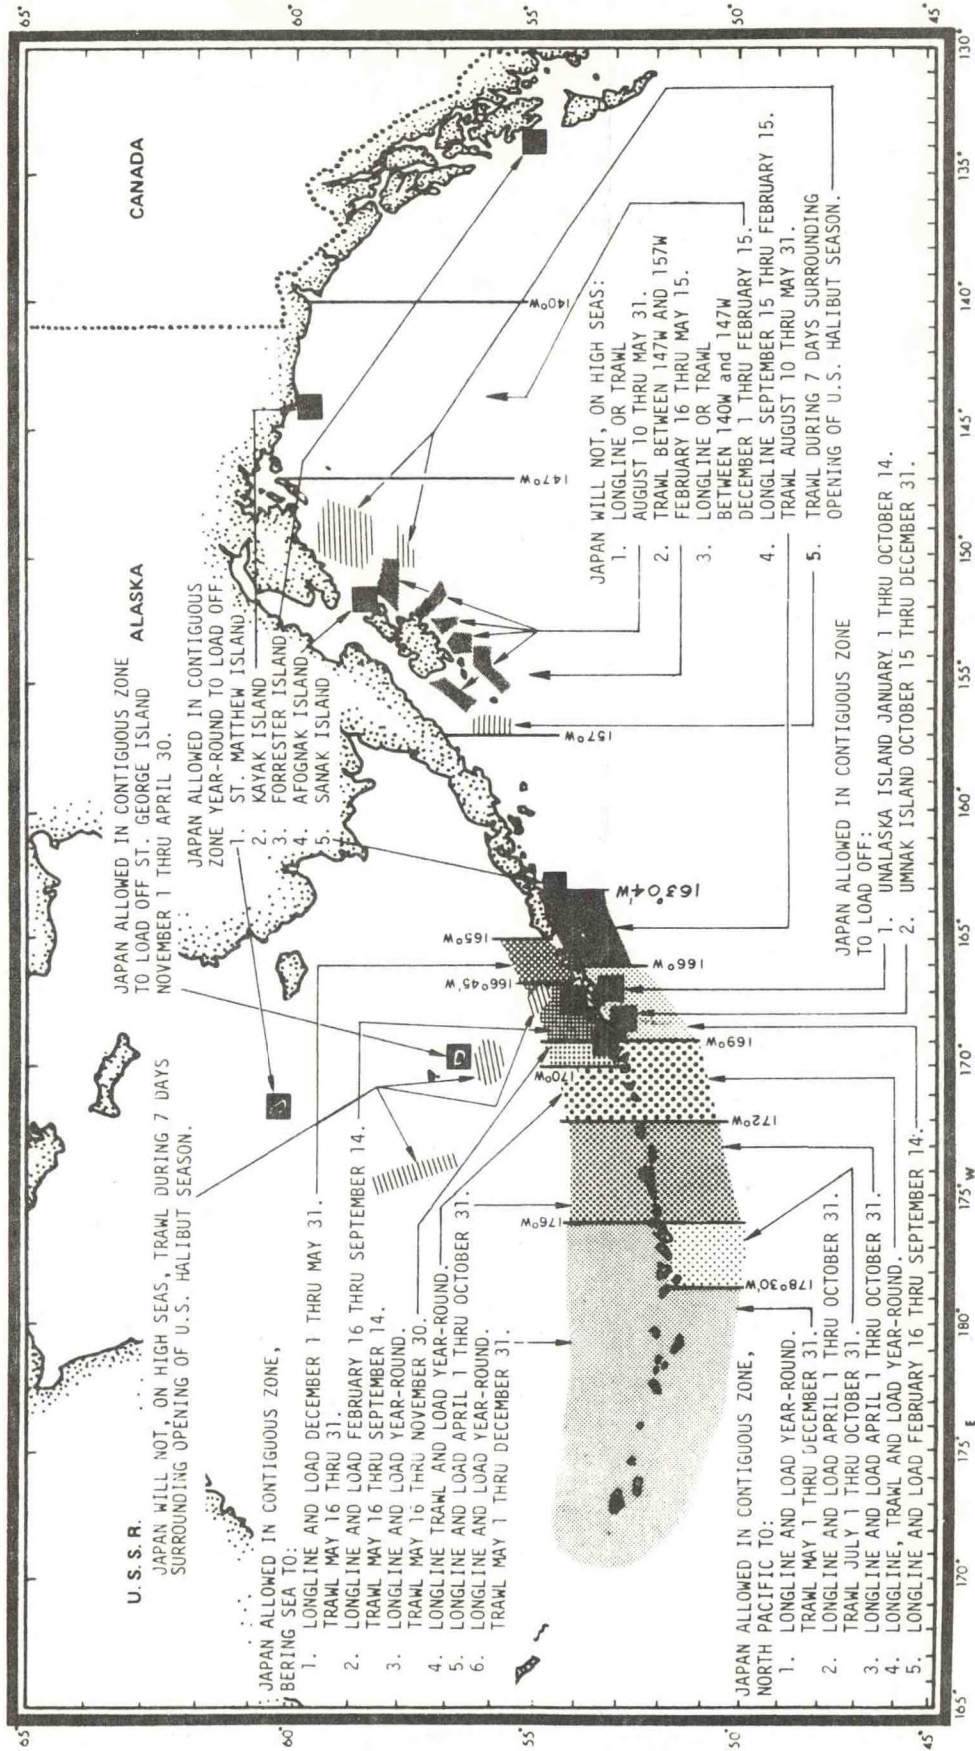 U.S.S.R.
ALASKA
CANADA
JAPAN WILL NOT, ON HIGH SEAS, TRAWL DURING 7 DAYS
SURROUNDING OPENING OF U.S. HALIBUT SEASON.
JAPAN ALLOWED IN CONTIGUOUS ZONE
TO LOAD OFF ST. GEORGE ISLAND
NOVEMBER 1 THRU APRIL 30.
JAPAN ALLOWED IN CONTIGUOUS
ZONE YEAR-ROUND TO LOAD OFF:
1. ST. MATTHEW ISLAND
2. KAYAK ISLAND
3. FORRESTER ISLAND
4. AFOGNAK ISLAND
5. SANAK ISLAND
JAPAN ALLOWED IN CONTIGUOUS ZONE,
BERING SEA TO:
1. LONGLINE AND LOAD DECEMBER 1 THRU MAY 31.
TRAWL MAY 16 THRU 31.
2. LONGLINE AND LOAD FEBRUARY 16 THRU SEPTEMBER 14.
TRAWL MAY 16 THRU SEPTEMBER 14.
3. LONGLINE AND LOAD YEAR-ROUND.
TRAWL MAY 16 THRU NOVEMBER 30.
4. LONGLINE TRAWL AND LOAD YEAR-ROUND.
5. LONGLINE AND LOAD APRIL 1 THRU OCTOBER 31.
6. LONGLINE AND LOAD YEAR-ROUND.
TRAWL MAY 1 THRU DECEMBER 31.
JAPAN WILL NOT, ON HIGH SEAS:
1. LONGLINE OR TRAWL
AUGUST 10 THRU MAY 31.
2. TRAWL BETWEEN 147W AND 157W
FEBRUARY 16 THRU MAY 15.
3. LONGLINE OR TRAWL
BETWEEN 140W and 147W
DECEMBER 1 THRU FEBRUARY 15.
4. LONGLINE SEPTEMBER 15 THRU FEBRUARY 15.
TRAWL AUGUST 10 THRU MAY 31.
5. TRAWL DURING 7 DAYS SURROUNDING
OPENING OF U.S. HALIBUT SEASON.
JAPAN ALLOWED IN CONTIGUOUS ZONE,
NORTH PACIFIC TO:
1. LONGLINE AND LOAD YEAR-ROUND.
TRAWL MAY 1 THRU DECEMBER 31.
2. LONGLINE AND LOAD APRIL 1 THRU OCTOBER 31.
TRAWL JULY 1 THRU OCTOBER 31.
3. LONGLINE AND LOAD APRIL 1 THRU OCTOBER 31.
4. LONGLINE, TRAWL AND LOAD YEAR-ROUND.
5. LONGLINE AND LOAD FEBRUARY 16 THRU SEPTEMBER 14.
JAPAN ALLOWED IN CONTIGUOUS ZONE
TO LOAD OFF:
1. UNALASKA ISLAND JANUARY 1 THRU OCTOBER 14.
2. UMNAK ISLAND OCTOBER 15 THRU DECEMBER 31.
178°30'W
176°W
172°W
170°W
169°W
166°45'W
166°W
165°W
163°04'W
157°W
147°W
140°W
65°
60°
55°
50°
45°
65°
60°
55°
50°
45°
165°
170°
175°
E
180°
175°
W
170°
165°
160°
155°
150°
145°
140°
135°
130°